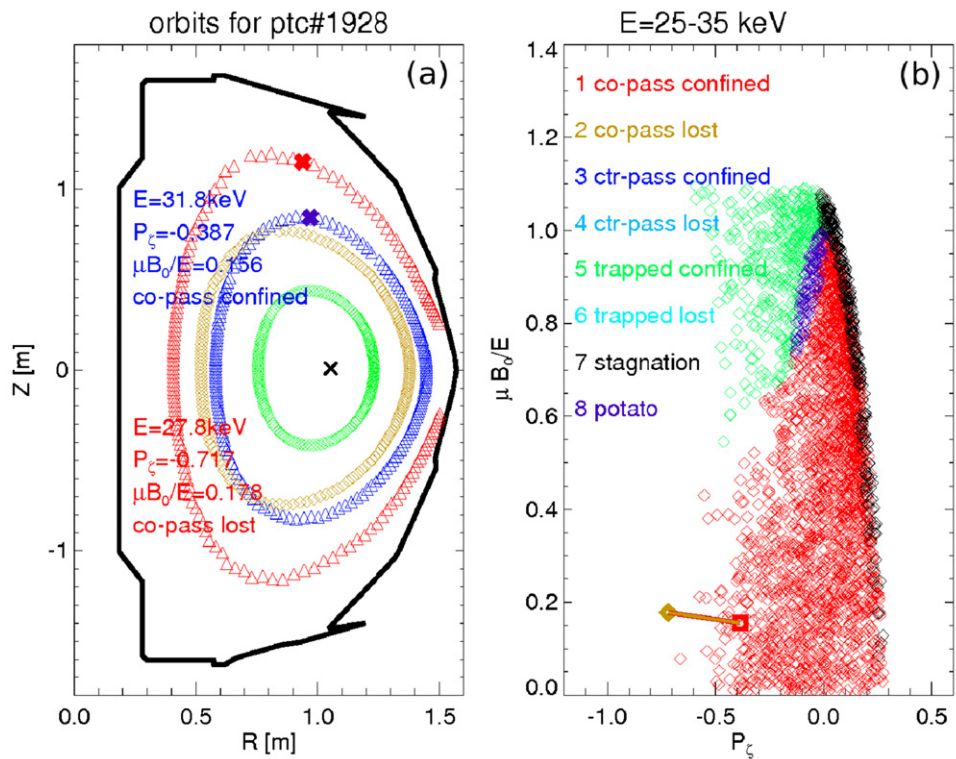 orbits for ptc#1928
(a)
E=31.8keV
Pζ=-0.387
μB₀/E=0.156
co-pass confined
E=27.8keV
Pζ=-0.717
μB₀/E=0.178
co-pass lost
Z [m]
1
0
-1
0.0
0.5
1.0
1.5
R [m]
E=25-35 keV
(b)
1 co-pass confined
2 co-pass lost
3 ctr-pass confined
4 ctr-pass lost
5 trapped confined
6 trapped lost
7 stagnation
8 potato
μ B₀/E
1.4
1.2
1.0
0.8
0.6
0.4
0.2
0.0
-1.0
-0.5
0.0
0.5
Pζ